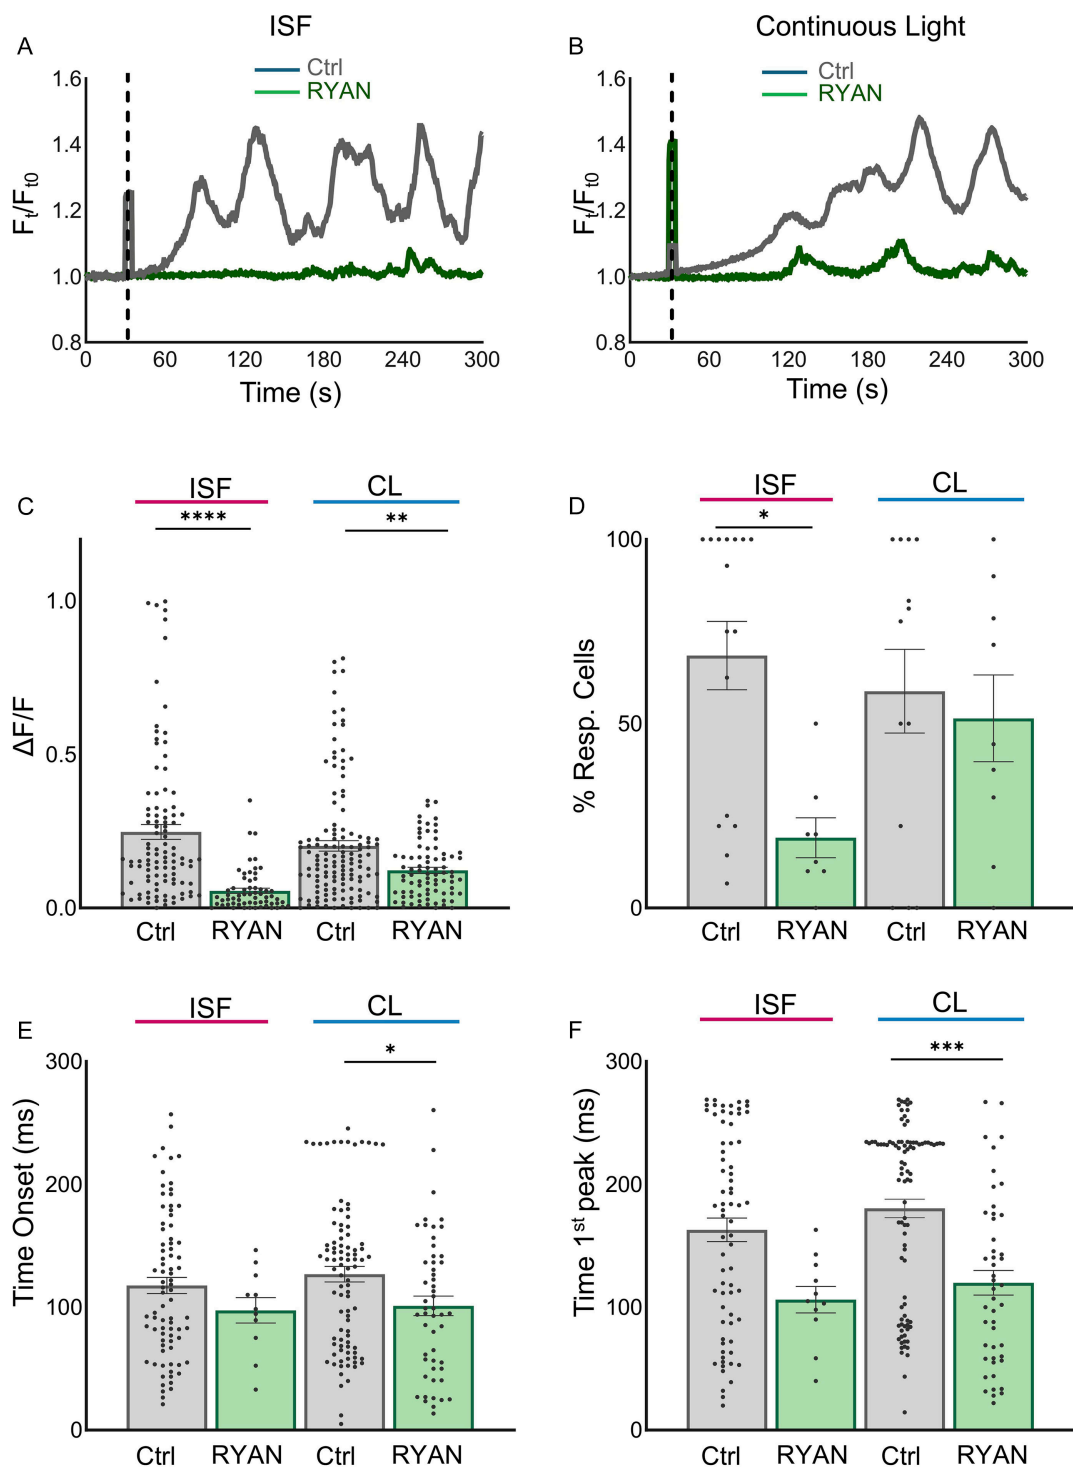 ISF
Continuous Light
A
B
Ctrl
RYAN
Ctrl
RYAN
1.6
1.4
1.2
1.0
0.8
Ft/Ft0
0
60
120
180
240
300
Time (s)
1.6
1.4
1.2
1.0
0.8
Ft/Ft0
0
60
120
180
240
300
Time (s)
C
ISF
CL
****
**
1.0
0.5
0.0
ΔF/F
Ctrl
RYAN
Ctrl
RYAN
D
ISF
CL
*
100
50
0
% Resp. Cells
Ctrl
RYAN
Ctrl
RYAN
E
ISF
CL
*
300
200
100
0
Time Onset (ms)
Ctrl
RYAN
Ctrl
RYAN
F
ISF
CL
***
300
200
100
0
Time 1st peak (ms)
Ctrl
RYAN
Ctrl
RYAN